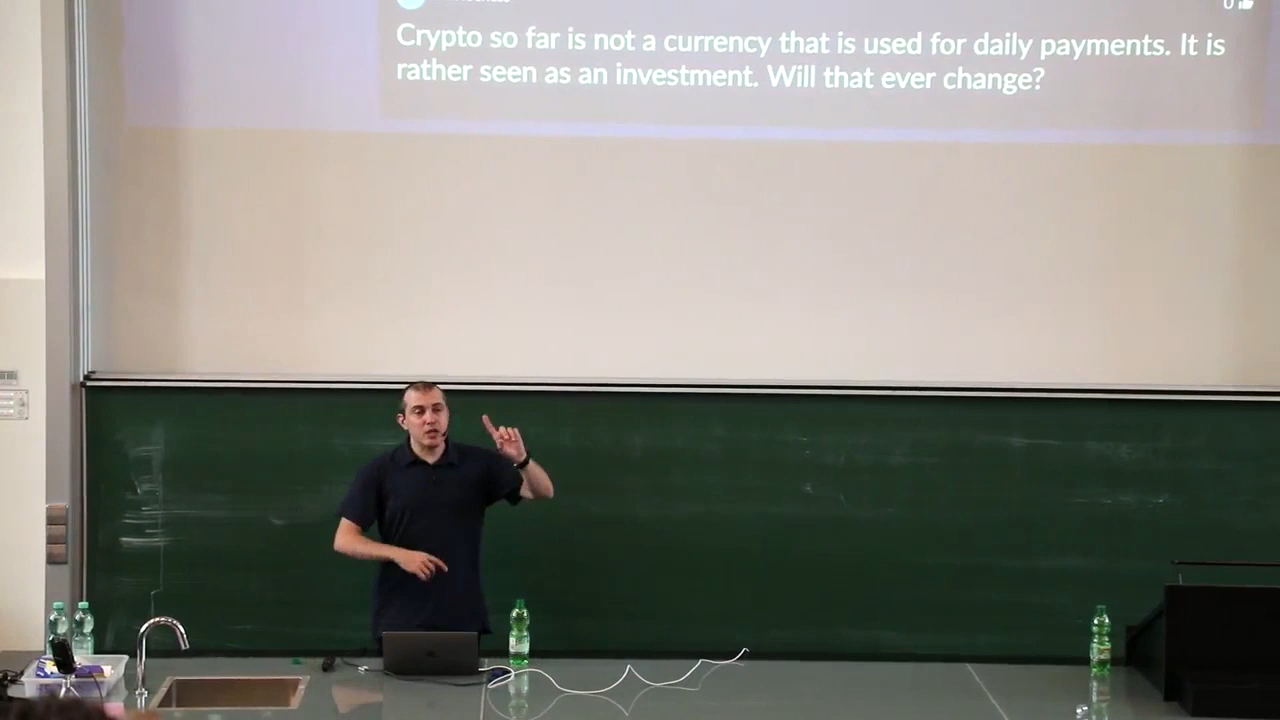 0
Crypto so far is not a currency that is used for daily payments. It is
rather seen as an investment. Will that ever change?